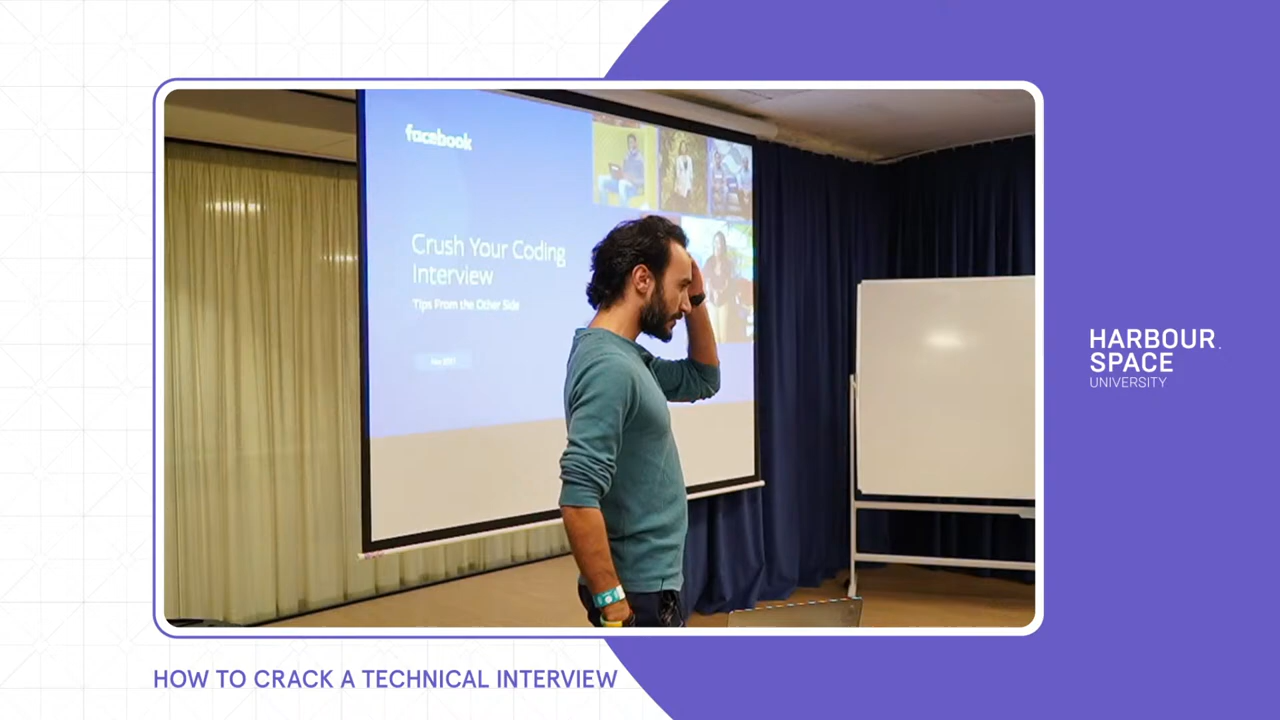 facebook
Crush Your Coding
Interview
Tips From the Other Side
HARBOUR.
SPACE
UNIVERSITY
HOW TO CRACK A TECHNICAL INTERVIEW